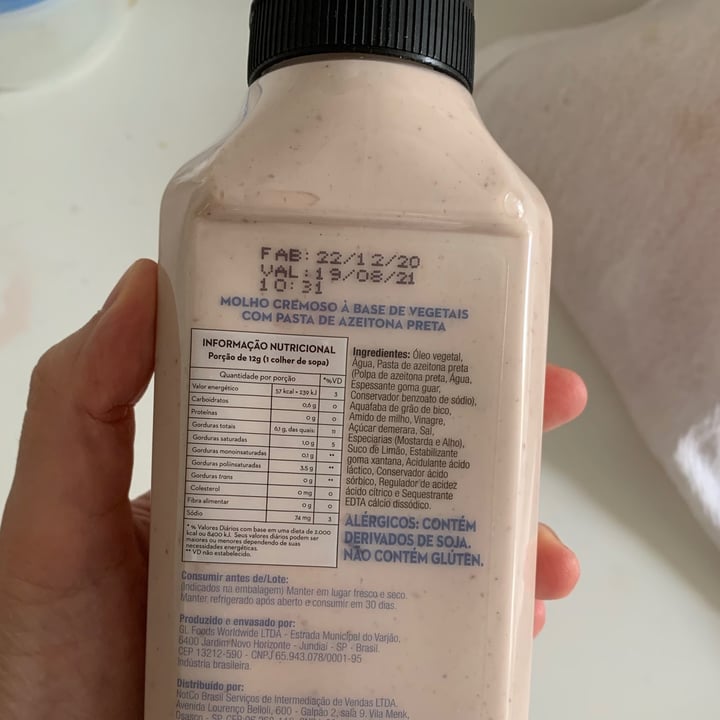 FAB: 22/12/20
VAL: 19/08/21
10:31
MOLHO CREMOSO À BASE DE VEGETAIS
COM PASTA DE AZEITONA PRETA
INFORMAÇÃO NUTRICIONAL
Porção de 12g (1 colher de sopa)
Quantidade por porção *%VD
Valor energético 57 kcal = 239 kJ 3
Carboidratos 0,6 g 0
Proteínas 0 g 0
Gorduras totais 6,1 g, das quais: 11
Gorduras saturadas 1,0 g 5
Gorduras monoinsaturadas 0,1 g **
Gorduras poliinsaturadas 3,5 g **
Gorduras trans 0 g **
Colesterol 0 mg 0
Fibra alimentar 0 g 0
Sódio 74 mg 3
* % Valores Diários com base em uma dieta de 2.000
kcal ou 8400 kJ. Seus valores diários podem ser
maiores ou menores dependendo de suas
necessidades energéticas.
** VD não estabelecido.
Ingredientes: Óleo vegetal,
Água, Pasta de azeitona preta
(Polpa de azeitona preta, Água,
Espessante goma guar,
Conservador benzoato de sódio),
Aquafaba de grão de bico,
Amido de milho, Vinagre,
Açúcar demerara, Sal,
Especiarias (Mostarda e Alho),
Suco de Limão, Estabilizante
goma xantana, Acidulante ácido
láctico, Conservador ácido
sórbico, Regulador de acidez
ácido cítrico e Sequestrante
EDTA cálcio dissódico.
ALÉRGICOS: CONTÉM
DERIVADOS DE SOJA.
NÃO CONTÉM GLÚTEN.
Consumir antes de/Lote:
(Indicados na embalagem) Manter em lugar fresco e seco.
Manter refrigerado após aberto e consumir em 30 dias.
Produzido e envasado por:
GL Foods Worldwide LTDA - Estrada Municipal do Varjão,
6400 Jardim Novo Horizonte - Jundiaí - SP - Brasil.
CEP 13212-590 - CNPJ 65.943.078/0001-95
Indústria brasileira.
Distribuído por:
NotCo Brasil Serviços de Intermediação de Vendas LTDA.
Avenida Lourenço Belloli, 600 - Galpão 2, sala 9. Vila Menk,
Osasco - SP CEP 06